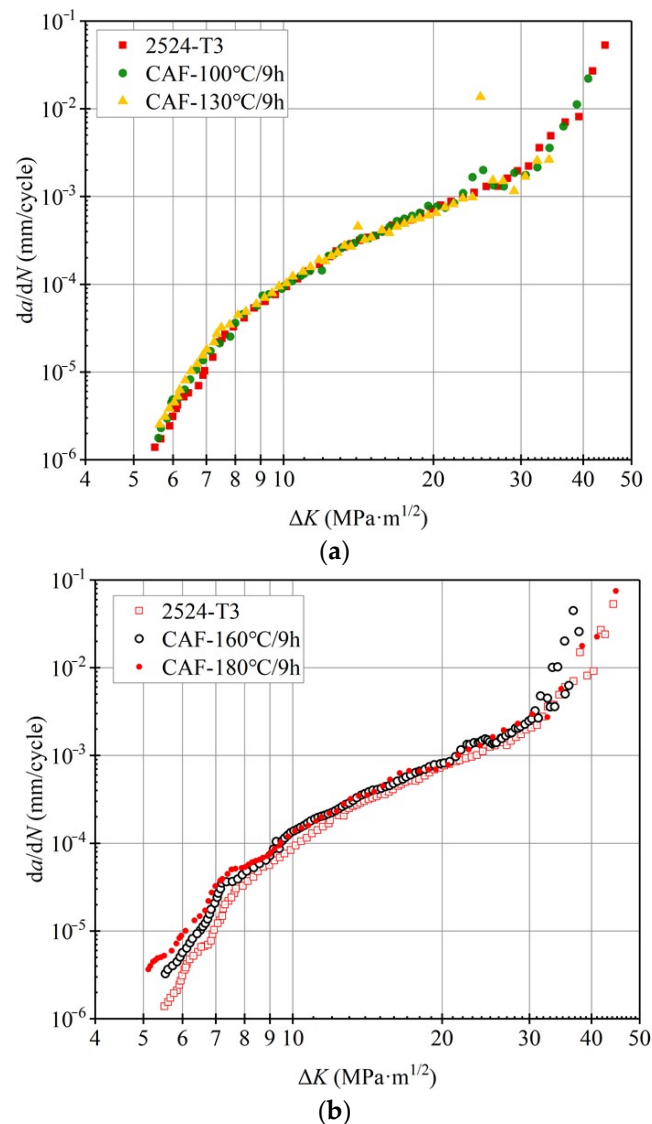 10⁰
2524-T3
CAF-100℃/9h
CAF-130℃/9h
10⁻¹
10⁻²
10⁻³
10⁻⁴
10⁻⁵
10⁻⁶
da/dN (mm/cycle)
4 5 6 7 8 9 10 20 30 40 50
ΔK (MPa·m^1/2)
(a)
10⁻¹
2524-T3
CAF-160℃/9h
CAF-180℃/9h
10⁻²
10⁻³
10⁻⁴
10⁻⁵
10⁻⁶
da/dN (mm/cycle)
4 5 6 7 8 9 10 20 30 40 50
ΔK (MPa·m^1/2)
(b)